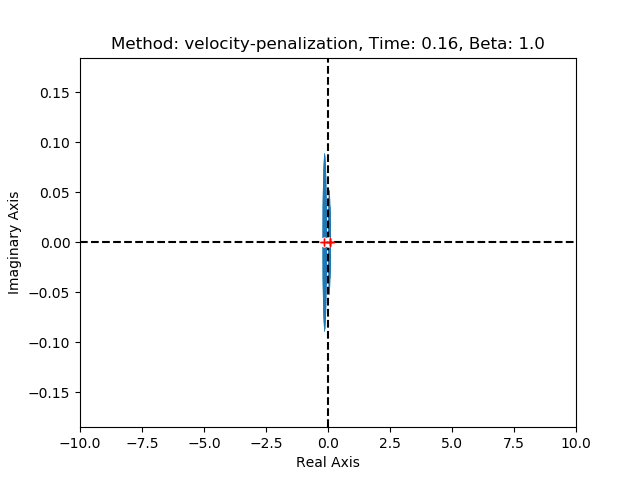 Method: velocity-penalization, Time: 0.16, Beta: 1.0
0.15
0.10
0.05
0.00
−0.05
−0.10
−0.15
Imaginary Axis
−10.0 −7.5 −5.0 −2.5 0.0 2.5 5.0 7.5 10.0
Real Axis